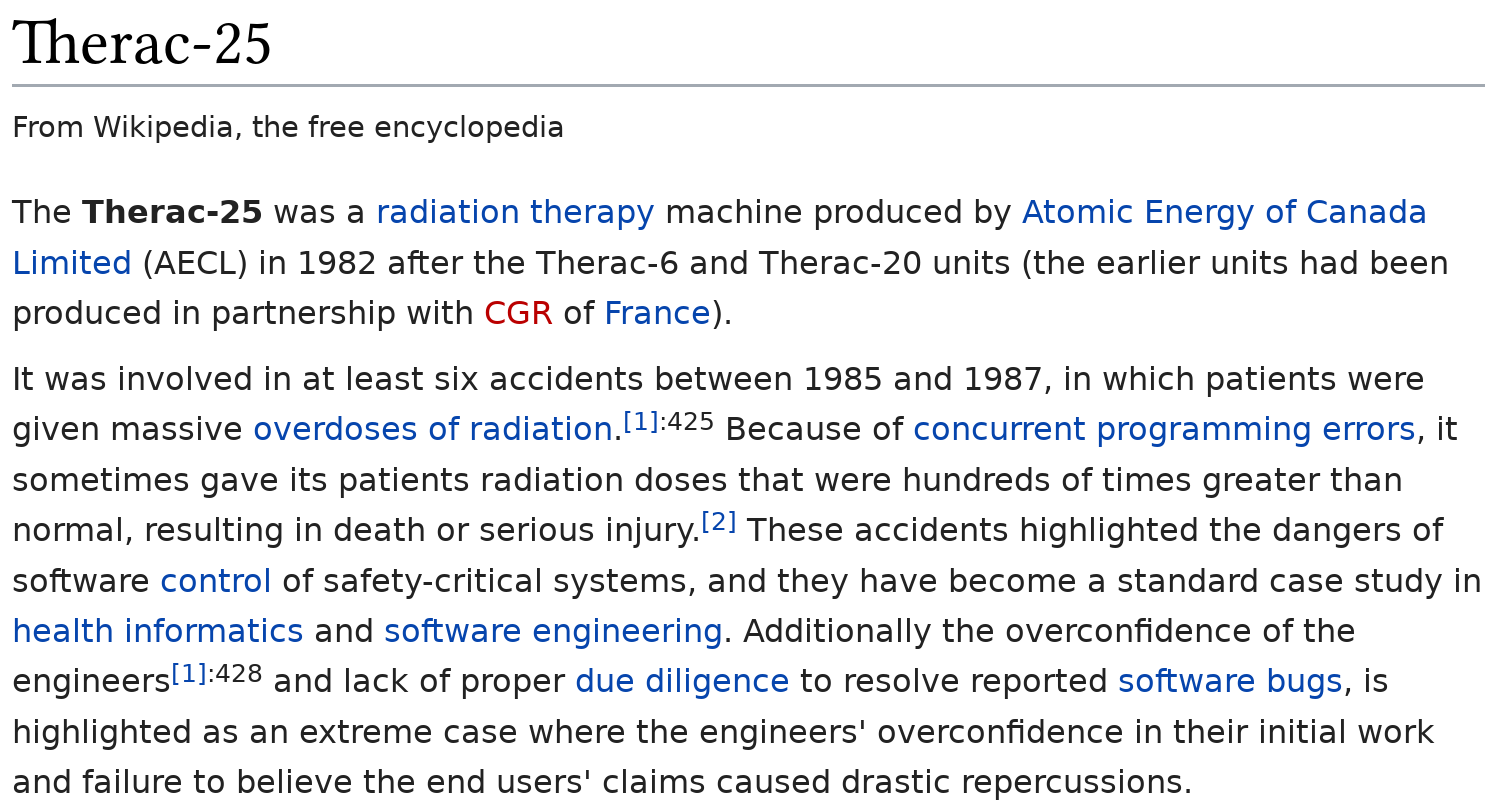 Therac-25
From Wikipedia, the free encyclopedia
The Therac-25 was a radiation therapy machine produced by Atomic Energy of Canada
Limited (AECL) in 1982 after the Therac-6 and Therac-20 units (the earlier units had been
produced in partnership with CGR of France).
It was involved in at least six accidents between 1985 and 1987, in which patients were
given massive overdoses of radiation.[1]:425 Because of concurrent programming errors, it
sometimes gave its patients radiation doses that were hundreds of times greater than
normal, resulting in death or serious injury.[2] These accidents highlighted the dangers of
software control of safety-critical systems, and they have become a standard case study in
health informatics and software engineering. Additionally the overconfidence of the
engineers[1]:428 and lack of proper due diligence to resolve reported software bugs, is
highlighted as an extreme case where the engineers' overconfidence in their initial work
and failure to believe the end users' claims caused drastic repercussions.